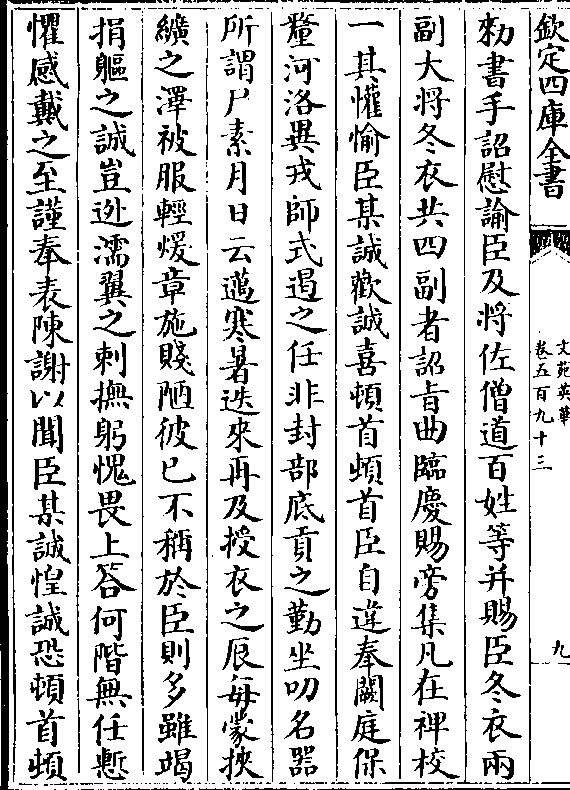 欽定四庫全書
文苑英華
卷五百九十三
九
勑書手詔慰諭臣及將佐僧道百姓等并賜臣冬衣兩
副大將冬衣共四副者詔旨曲臨慶賜旁集凡在裨校
一其懽愉臣某誠歡誠喜頓首頓首臣自違奉闕庭保
釐河洛異戎師式遏之任非封部底貢之勤坐叨名器
所謂尸素月日云邁寒暑迭來再及授衣之辰每蒙挾
纊之澤被服輕煖章施賤陋彼已不稱於臣則多雖竭
捐軀之誠豈迯濡翼之刺撫躬愧畏上答何階無任慙
懼感戴之至謹奉表陳謝以聞臣某誠惶誠恐頓首頓